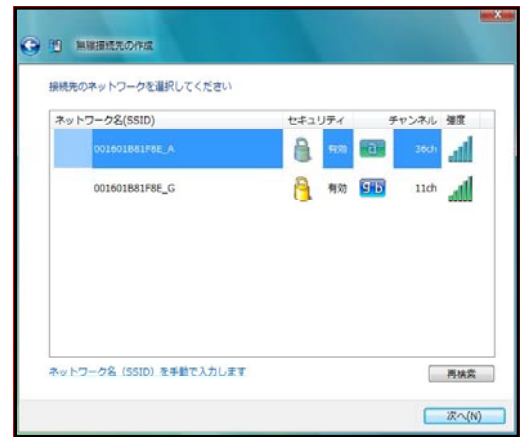 無線接続先の作成
接続先のネットワークを選択してください
ネットワーク名(SSID) セキュリティ チャンネル 強度
001601B81F8E_A 有効 a 36ch
001601B81F8E_G 有効 g b 11ch
ネットワーク名（SSID）を手動で入力します 再検索
次へ(N)